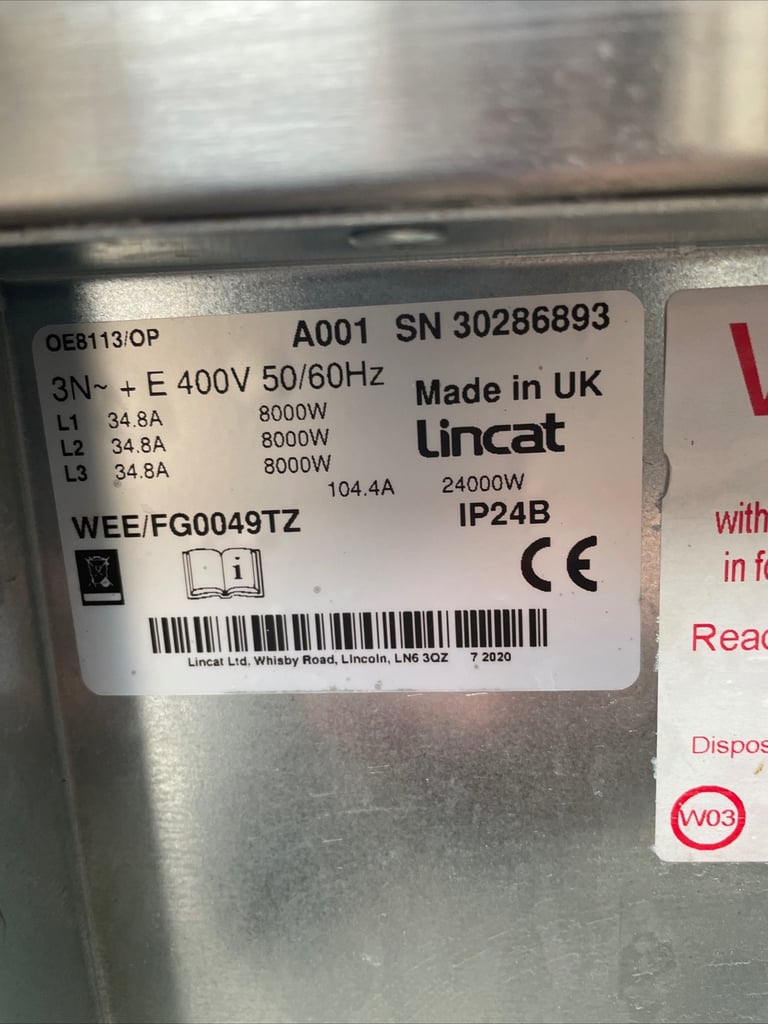 OE8113/OP A001 SN 30286893
3N~ + E 400V 50/60Hz
Made in UK
L1 34.8A 8000W
L2 34.8A 8000W
L3 34.8A 8000W
Lincat
104.4A 24000W
WEE/FG0049TZ IP24B
i
CE
Lincat Ltd, Whisby Road, Lincoln, LN6 3QZ 7 2020
with
in
W03